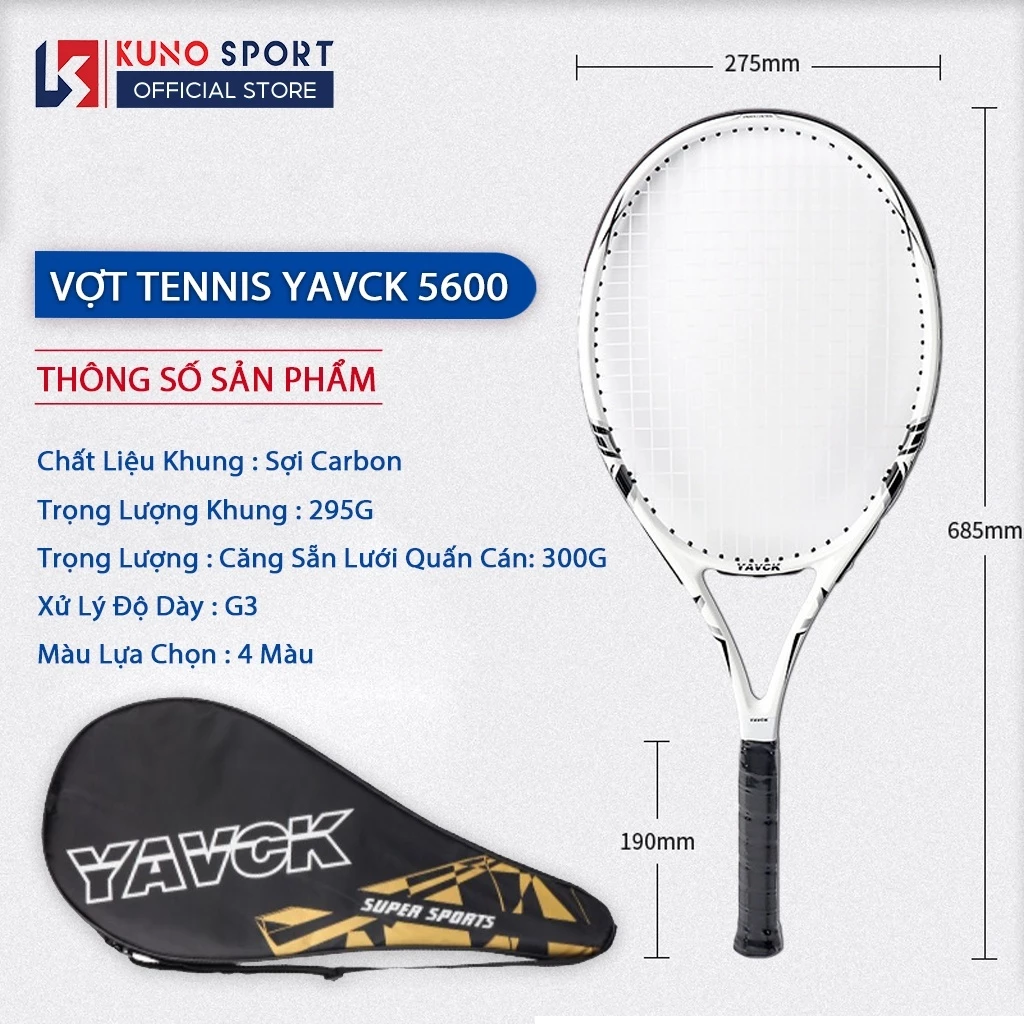 KUNO SPORT
OFFICIAL STORE
275mm
VỢT TENNIS YAVCK 5600
THÔNG SỐ SẢN PHẨM
Chất Liệu Khung : Sợi Carbon
Trọng Lượng Khung : 295G
685mm
Trọng Lượng : Căng Sẵn Lưới Quấn Cán: 300G
YAVCK
Xử Lý Độ Dày : G3
Màu Lựa Chọn : 4 Màu
YAVCK
190mm
YAVCK
SUPER SPORTS